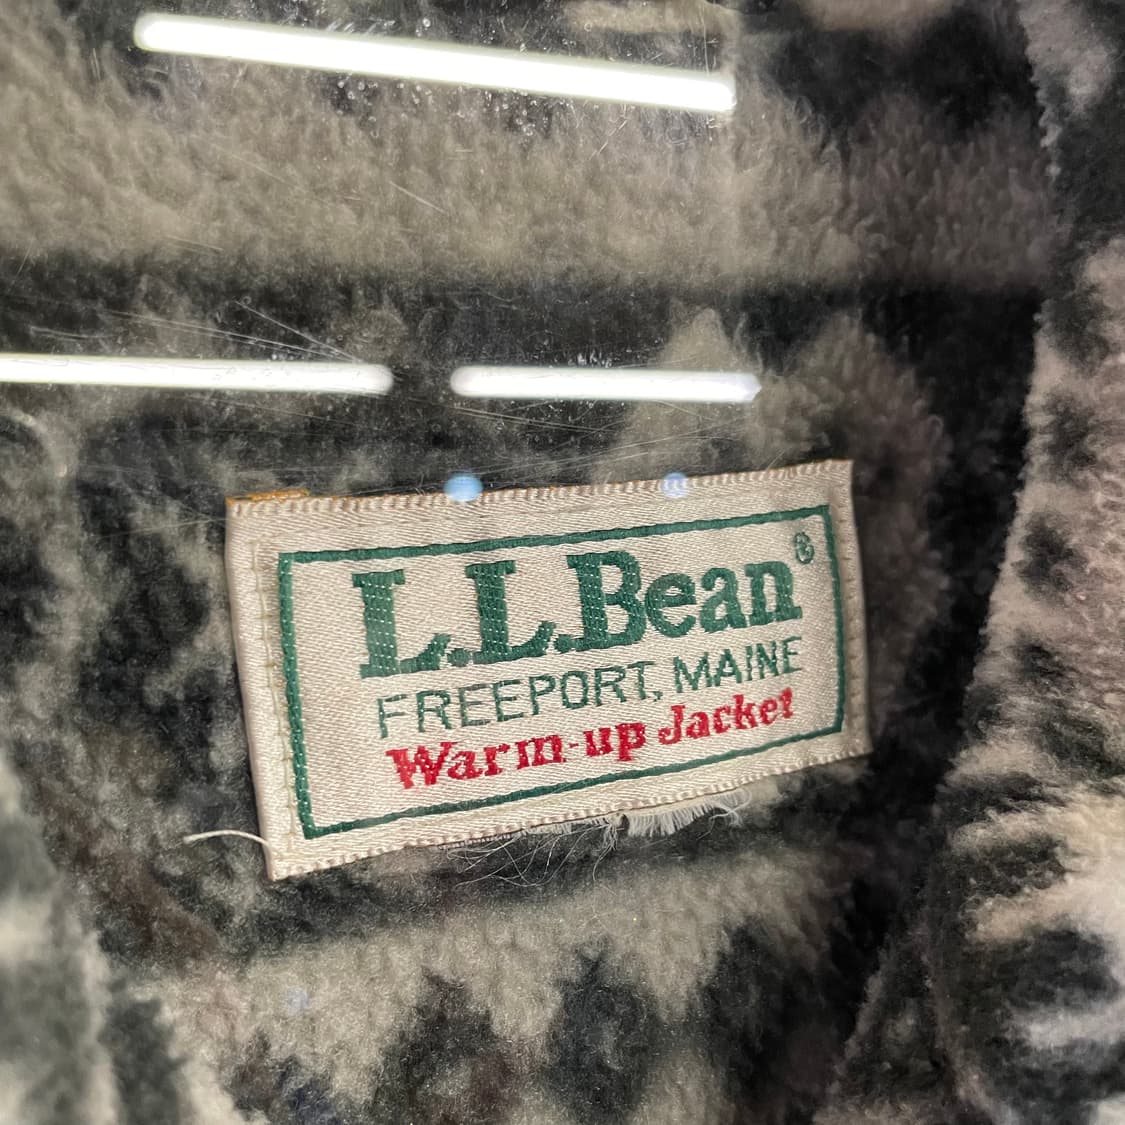 L.L.Bean®
FREEPORT, MAINE
Warm-up Jacket